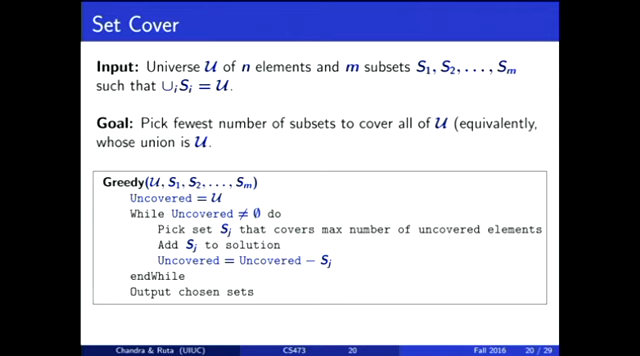 Set Cover
Input: Universe 𝒰 of n elements and m subsets S₁, S₂, . . . , Sₘ
such that ∪ᵢSᵢ = 𝒰.
Goal: Pick fewest number of subsets to cover all of 𝒰 (equivalently,
whose union is 𝒰.
Greedy(𝒰, S₁, S₂, . . . , Sₘ)
Uncovered = 𝒰
While Uncovered ≠ ∅ do
Pick set Sⱼ that covers max number of uncovered elements
Add Sⱼ to solution
Uncovered = Uncovered − Sⱼ
endWhile
Output chosen sets
Chandra & Ruta (UIUC) CS473 20 Fall 2016 20 / 29